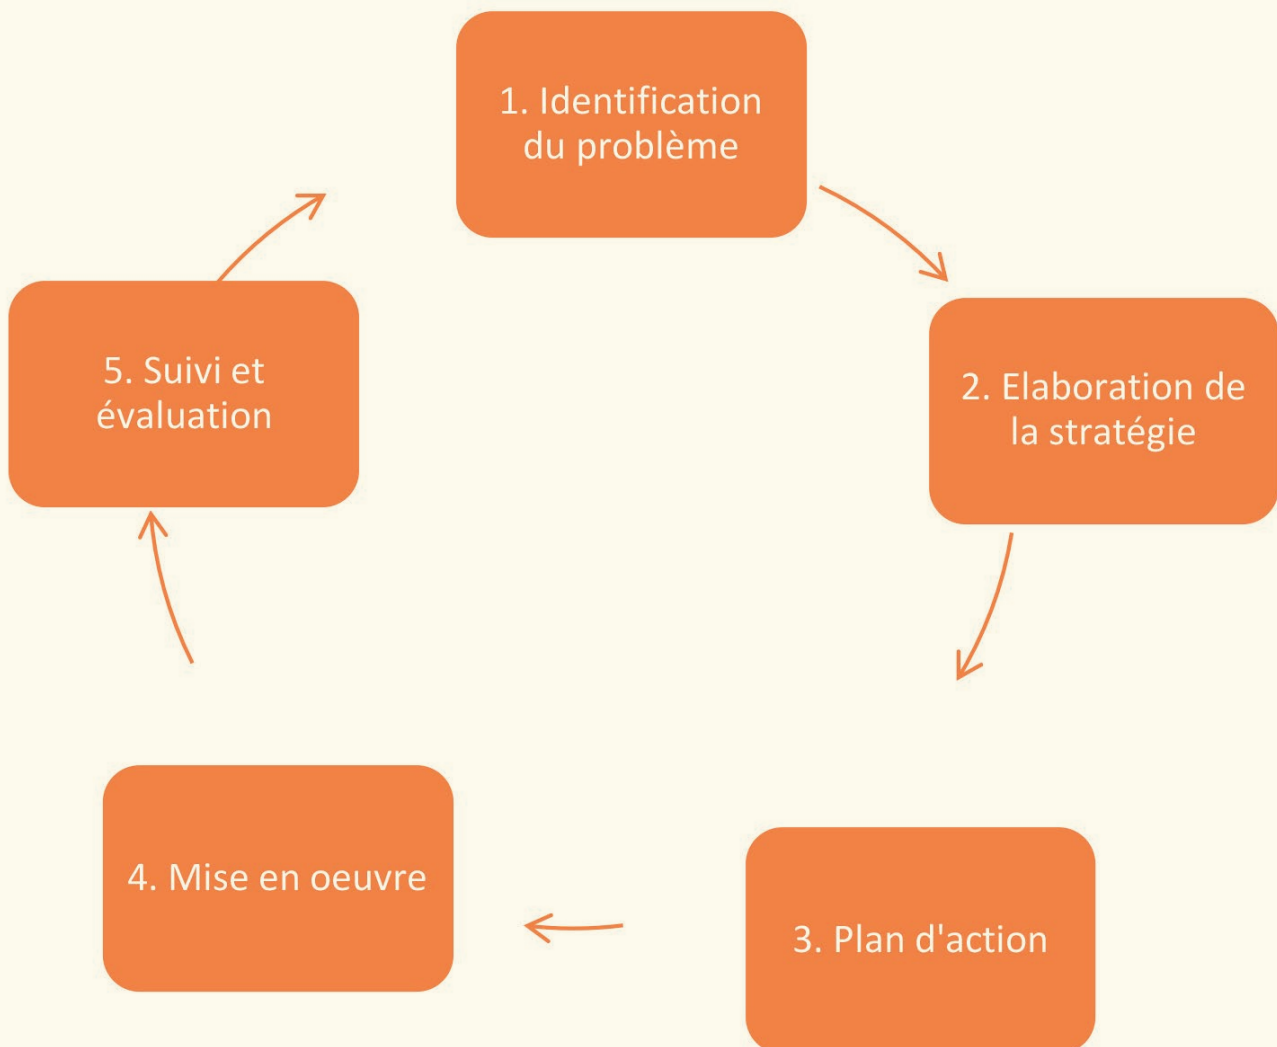 1. Identification
du problème
2. Elaboration de
la stratégie
3. Plan d'action
4. Mise en oeuvre
5. Suivi et
évaluation